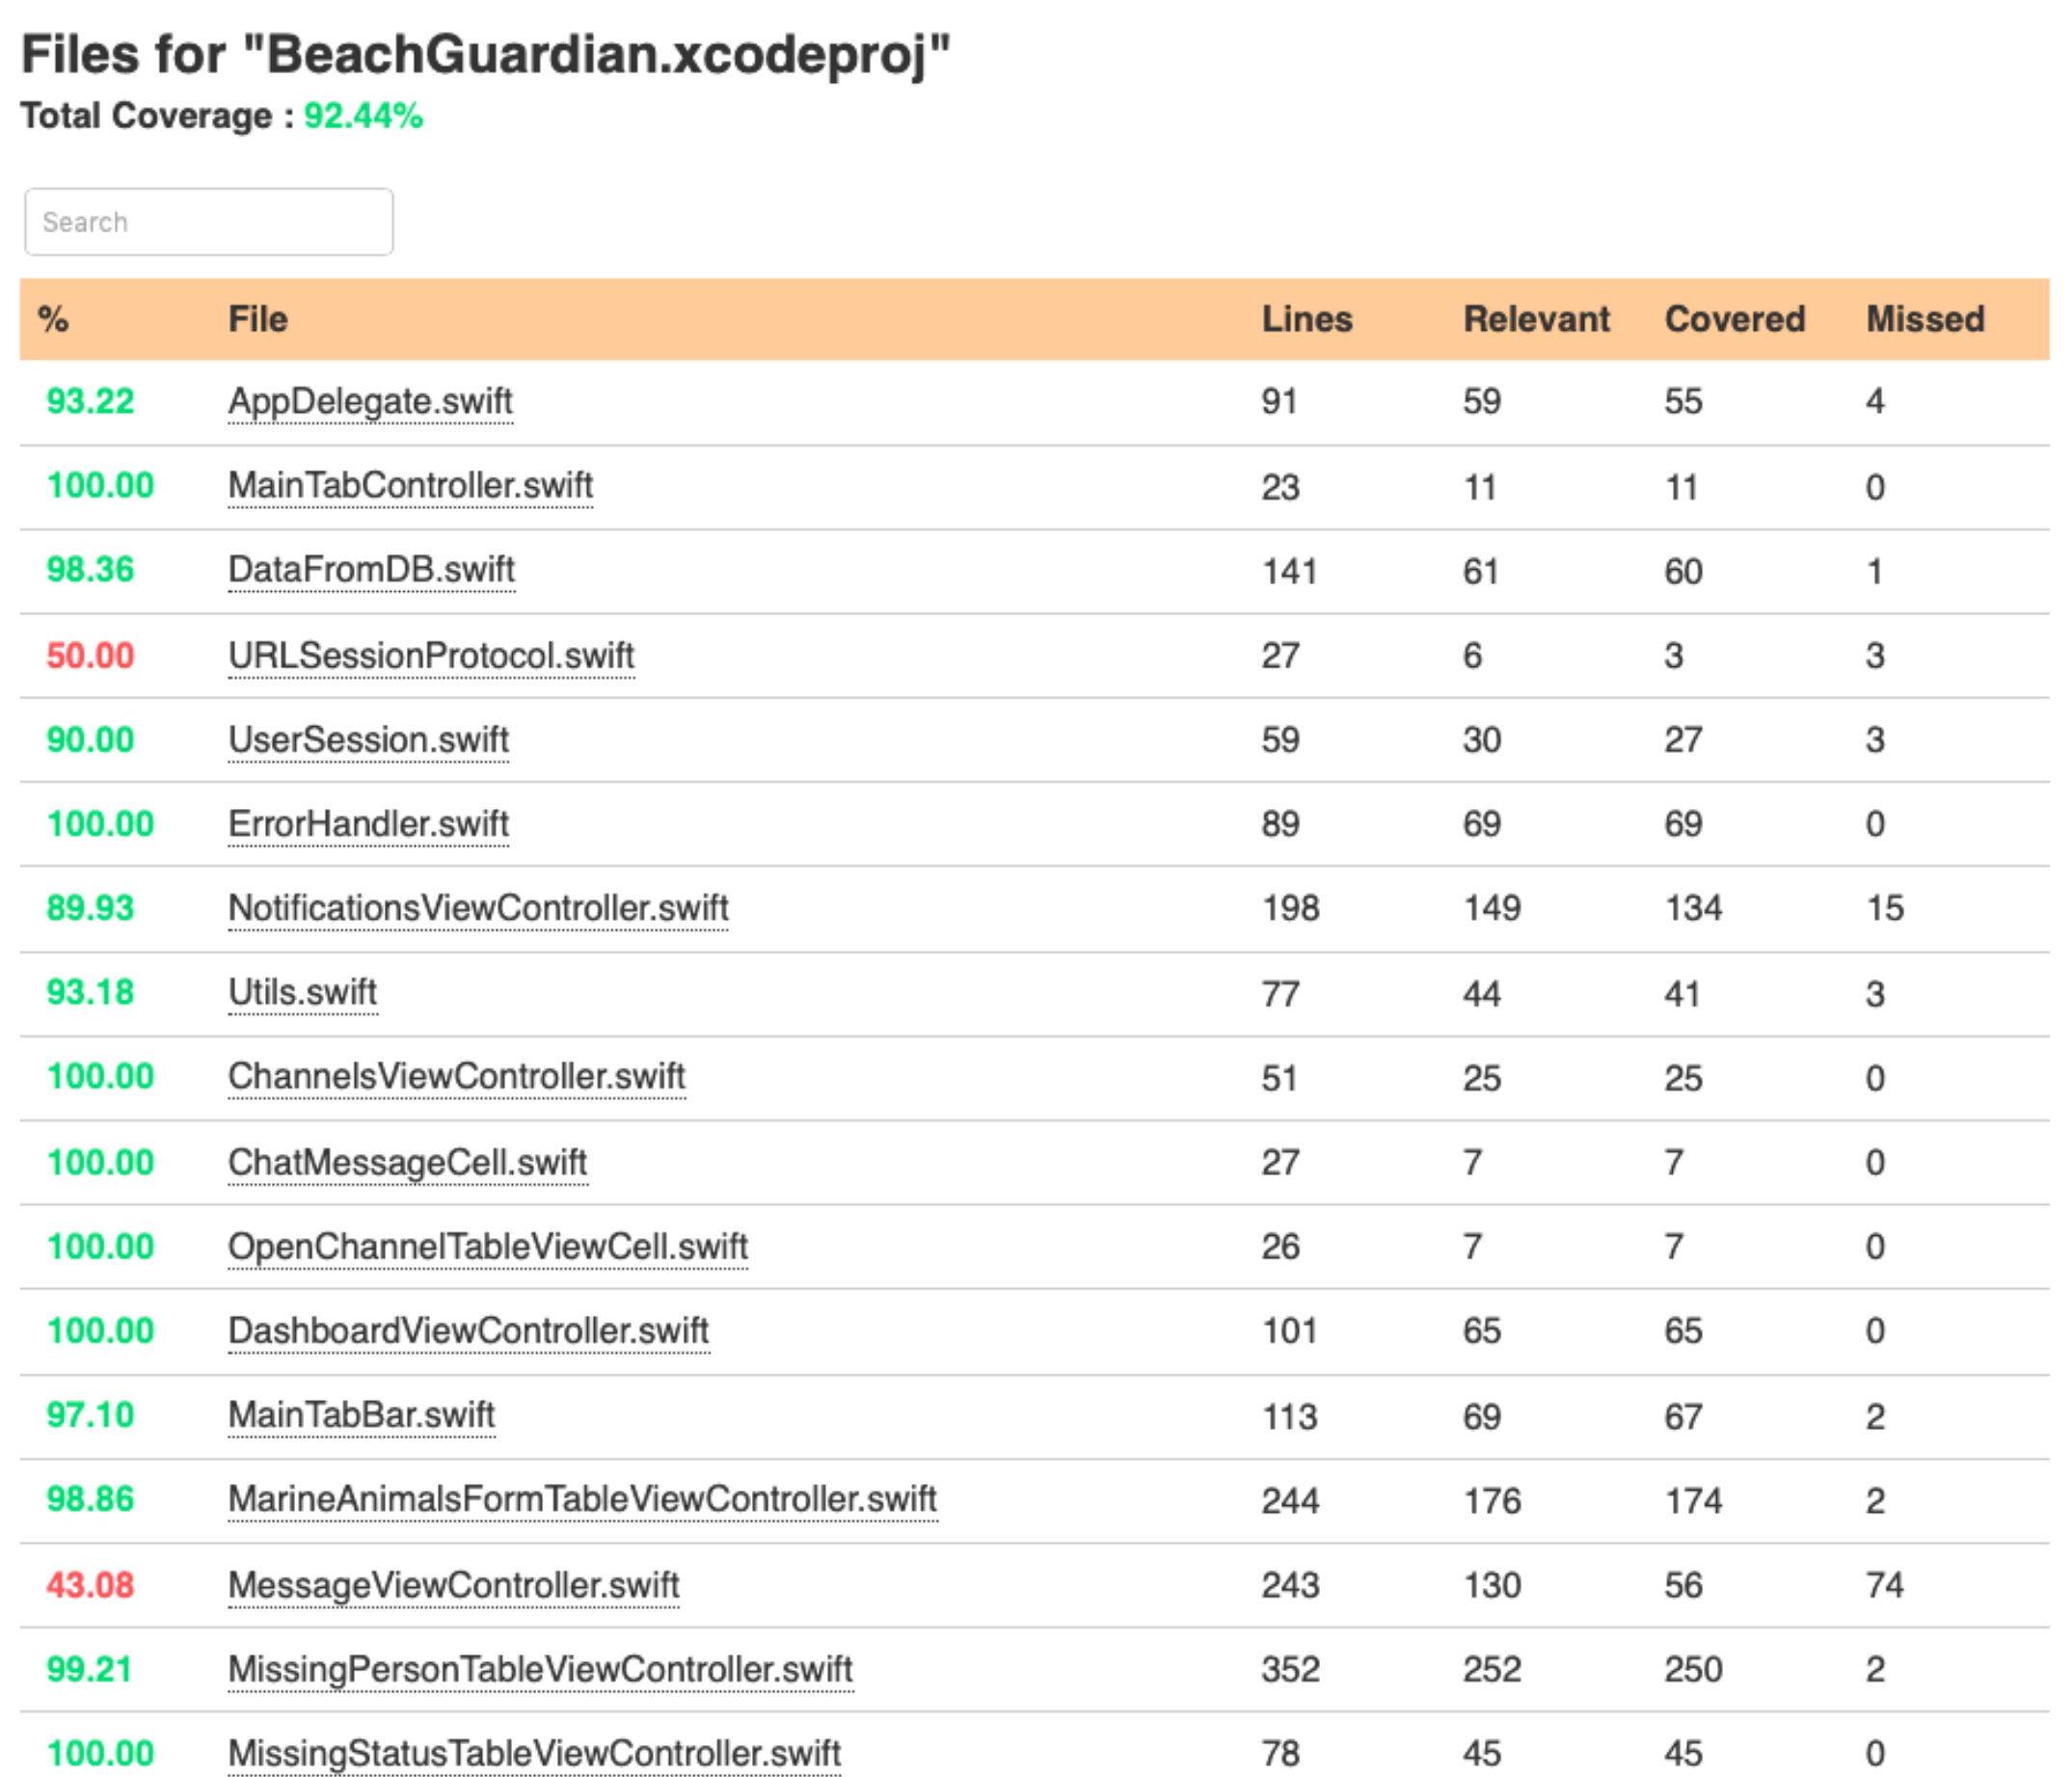 Files for "BeachGuardian.xcodeproj"
Total Coverage : 92.44%
Search
% File Lines Relevant Covered Missed
93.22 AppDelegate.swift 91 59 55 4
100.00 MainTabController.swift 23 11 11 0
98.36 DataFromDB.swift 141 61 60 1
50.00 URLSessionProtocol.swift 27 6 3 3
90.00 UserSession.swift 59 30 27 3
100.00 ErrorHandler.swift 89 69 69 0
89.93 NotificationsViewController.swift 198 149 134 15
93.18 Utils.swift 77 44 41 3
100.00 ChannelsViewController.swift 51 25 25 0
100.00 ChatMessageCell.swift 27 7 7 0
100.00 OpenChannelTableViewCell.swift 26 7 7 0
100.00 DashboardViewController.swift 101 65 65 0
97.10 MainTabBar.swift 113 69 67 2
98.86 MarineAnimalsFormTableViewController.swift 244 176 174 2
43.08 MessageViewController.swift 243 130 56 74
99.21 MissingPersonTableViewController.swift 352 252 250 2
100.00 MissingStatusTableViewController.swift 78 45 45 0